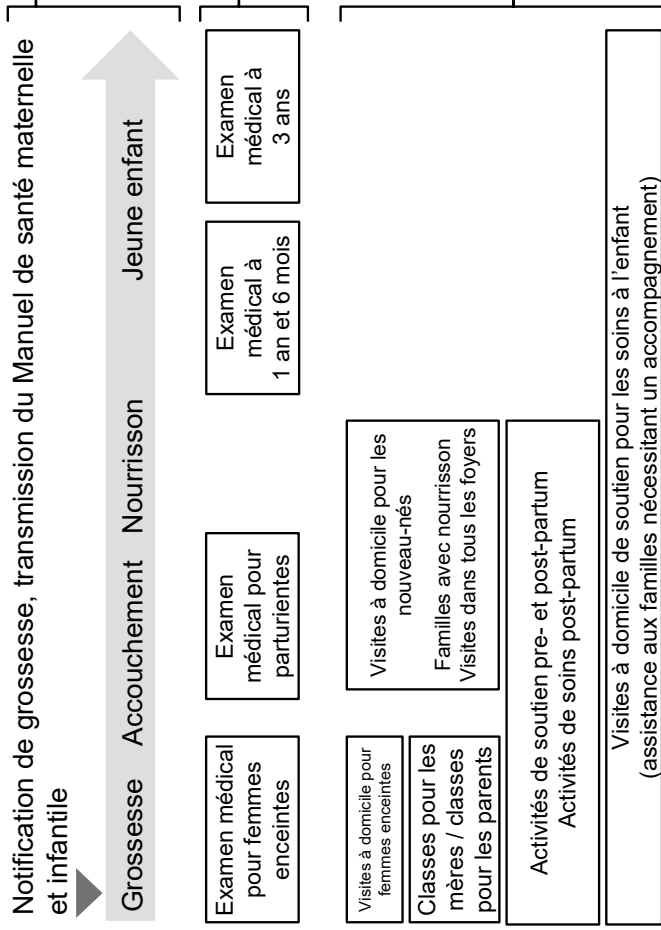 Notification de grossesse, transmission du Manuel de santé maternelle
et infantile
Grossesse Accouchement Nourrisson Jeune enfant
Examen médical
pour femmes
enceintes
Examen
médical pour
parturientes
Examen
médical à
1 an et 6 mois
Examen
médical à
3 ans
Visites à domicile pour
femmes enceintes
Classes pour les
mères / classes
pour les parents
Visites à domicile pour les
nouveau-nés
Familles avec nourrisson
Visites dans tous les foyers
Activités de soutien pre- et post-partum
Activités de soins post-partum
Visites à domicile de soutien pour les soins à l'enfant
(assistance aux familles nécessitant un accompagnement)